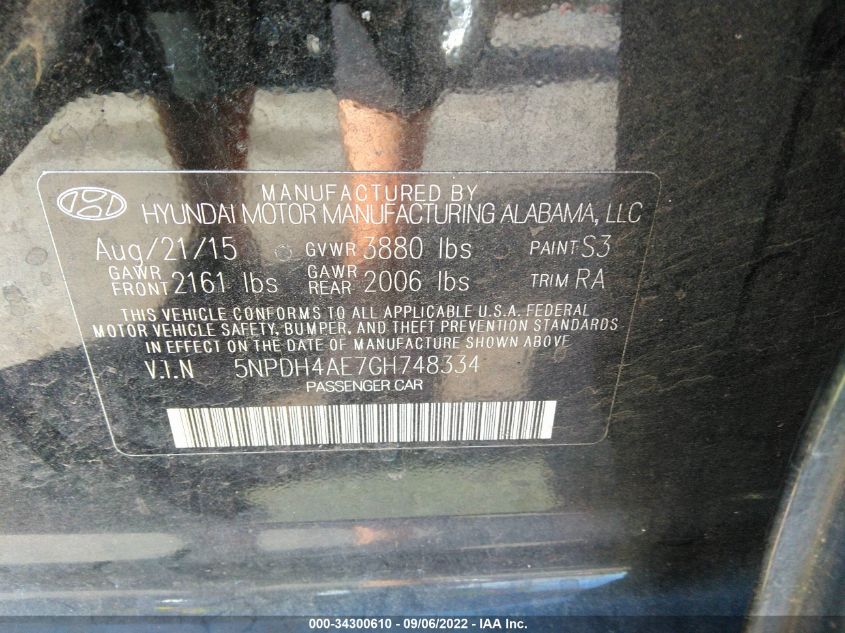 MANUFACTURED BY
HYUNDAI MOTOR MANUFACTURING ALABAMA, LLC
Aug/21/15 GVWR 3880 lbs PAINT S3
GAWR FRONT 2161 lbs GAWR REAR 2006 lbs TRIM RA
THIS VEHICLE CONFORMS TO ALL APPLICABLE U.S.A. FEDERAL
MOTOR VEHICLE SAFETY, BUMPER, AND THEFT PREVENTION STANDARDS
IN EFFECT ON THE DATE OF MANUFACTURE SHOWN ABOVE
V.I.N 5NPDH4AE7GH748334
PASSENGER CAR
000-34300610 - 09/06/2022 - IAA Inc.